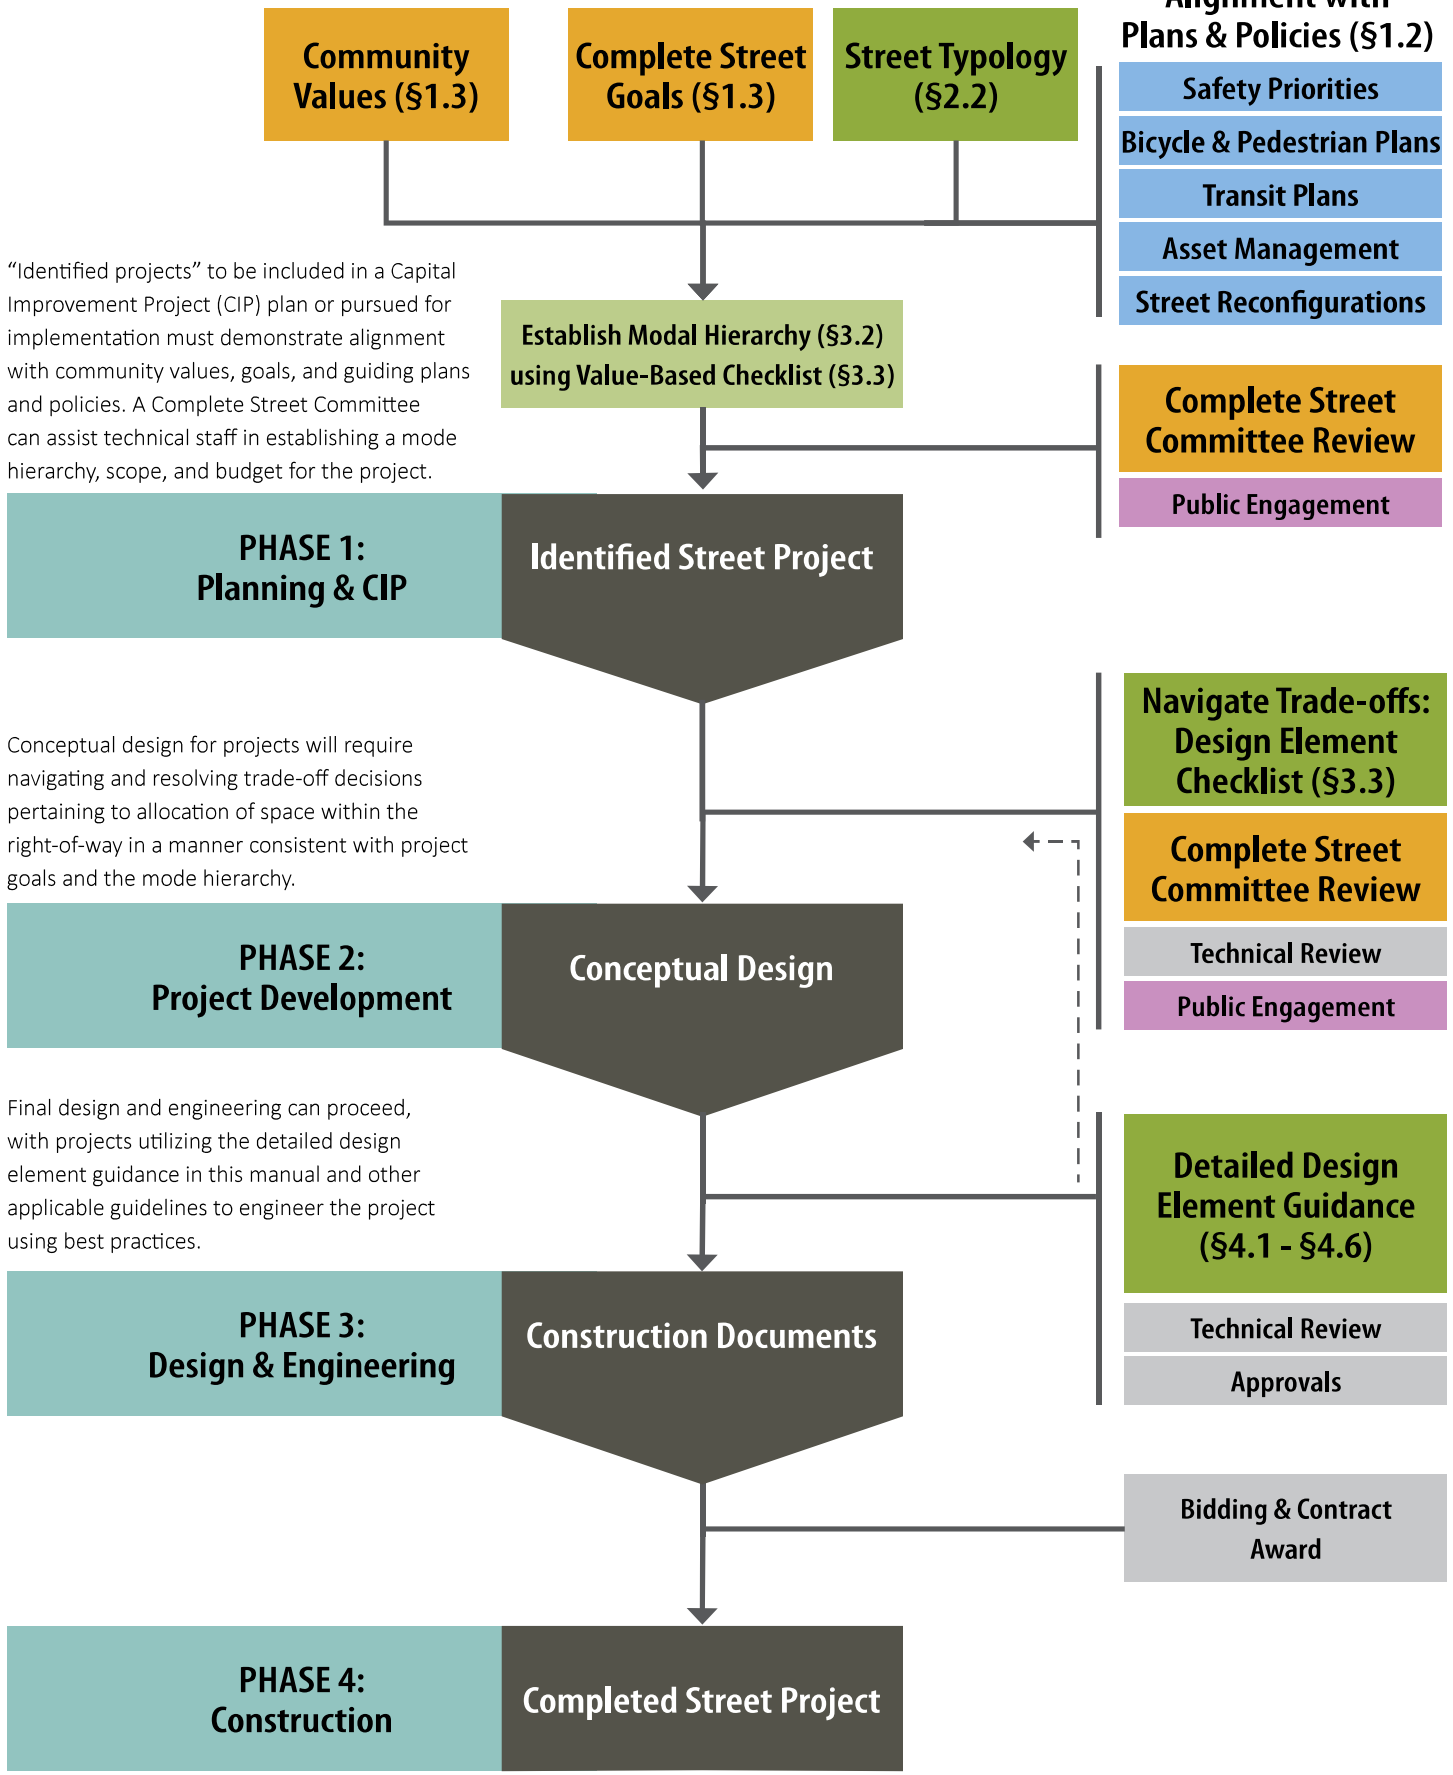 Community
Values (§1.3)
Complete Street
Goals (§1.3)
Street Typology
(§2.2)
Alignment with
Plans & Policies (§1.2)
Safety Priorities
Bicycle & Pedestrian Plans
Transit Plans
Asset Management
Street Reconfigurations
“Identified projects” to be included in a Capital
Improvement Project (CIP) plan or pursued for
implementation must demonstrate alignment
with community values, goals, and guiding plans
and policies. A Complete Street Committee
can assist technical staff in establishing a mode
hierarchy, scope, and budget for the project.
Establish Modal Hierarchy (§3.2)
using Value-Based Checklist (§3.3)
Complete Street
Committee Review
Public Engagement
PHASE 1:
Planning & CIP
Identified Street Project
Conceptual design for projects will require
navigating and resolving trade-off decisions
pertaining to allocation of space within the
right-of-way in a manner consistent with project
goals and the mode hierarchy.
Navigate Trade-offs:
Design Element
Checklist (§3.3)
Complete Street
Committee Review
Technical Review
Public Engagement
PHASE 2:
Project Development
Conceptual Design
Final design and engineering can proceed,
with projects utilizing the detailed design
element guidance in this manual and other
applicable guidelines to engineer the project
using best practices.
Detailed Design
Element Guidance
(§4.1 - §4.6)
Technical Review
Approvals
PHASE 3:
Design & Engineering
Construction Documents
Bidding & Contract
Award
PHASE 4:
Construction
Completed Street Project